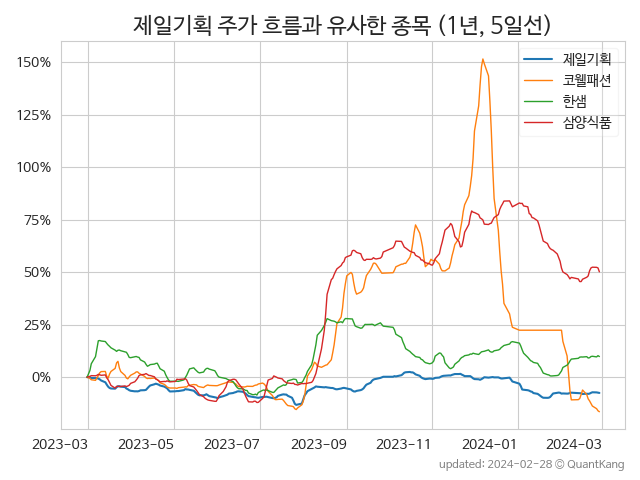 제일기획 주가 흐름과 유사한 종목 (1년, 5일선)
제일기획
코웰패션
한샘
삼양식품
150%
125%
100%
75%
50%
25%
0%
2023-03 2023-05 2023-07 2023-09 2023-11 2024-01 2024-03
updated: 2024-02-28 © QuantKang